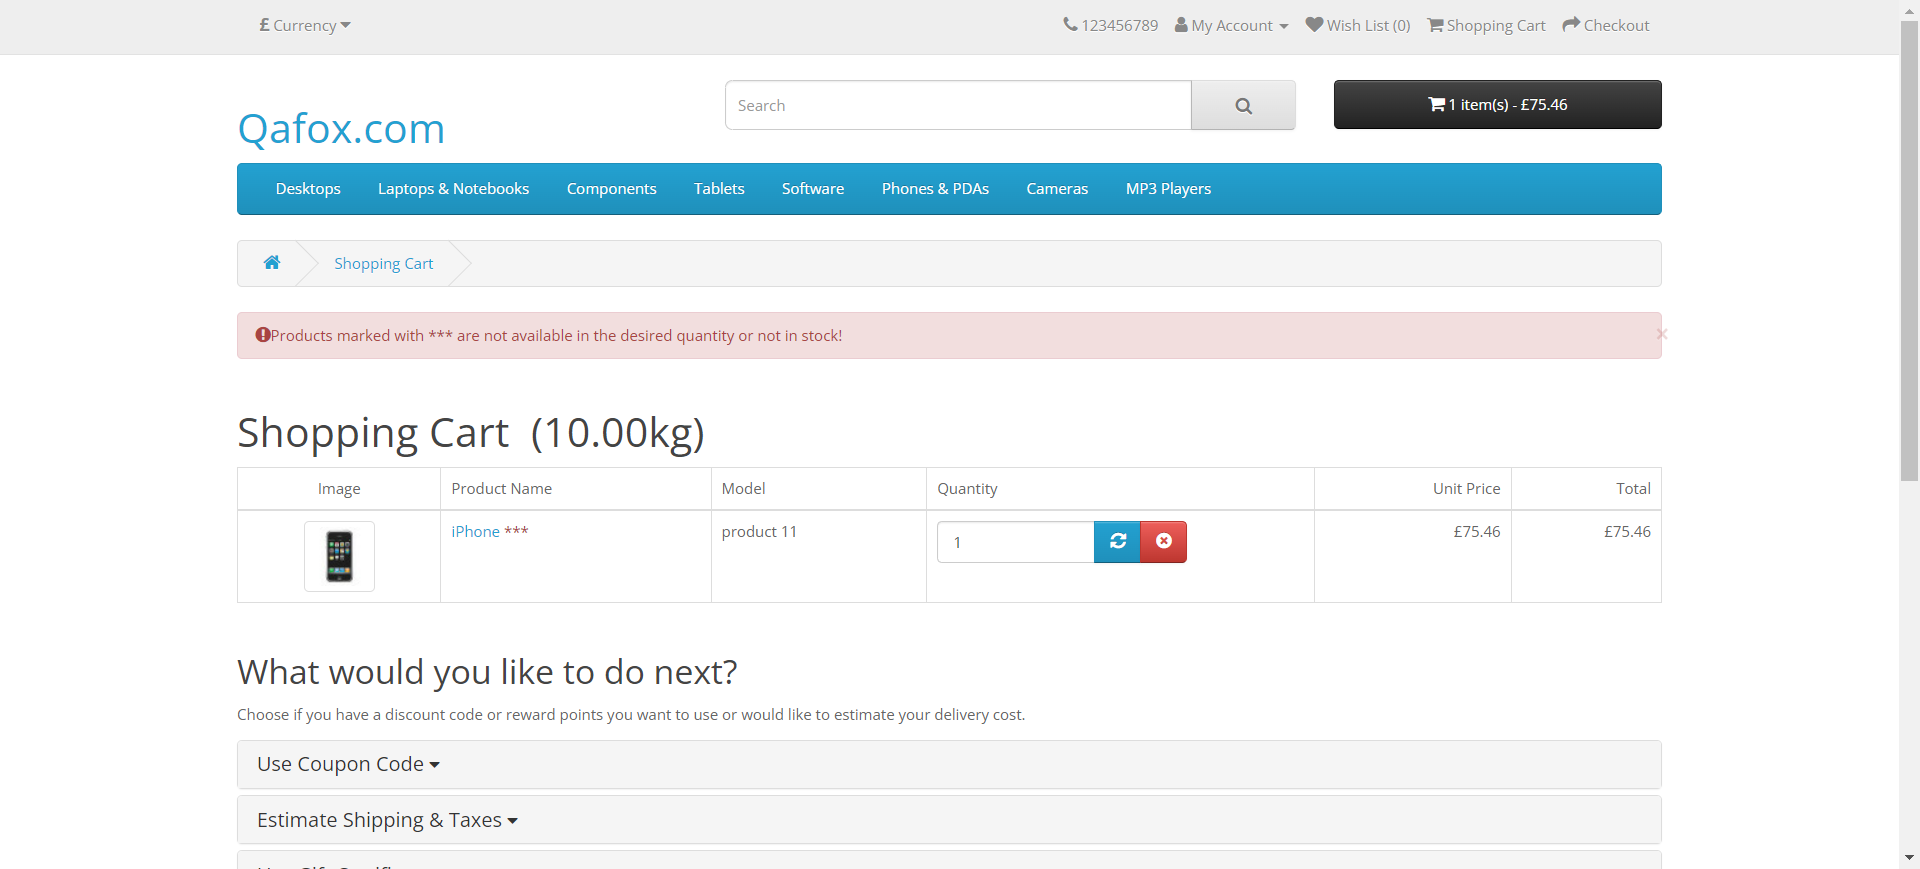 £ Currency
123456789 My Account Wish List (0) Shopping Cart Checkout
Qafox.com
Search
1 item(s) - £75.46
Desktops Laptops & Notebooks Components Tablets Software Phones & PDAs Cameras MP3 Players
Shopping Cart
Products marked with *** are not available in the desired quantity or not in stock!
×
Shopping Cart (10.00kg)
Image Product Name Model Quantity Unit Price Total
iPhone *** product 11 1 £75.46 £75.46
What would you like to do next?
Choose if you have a discount code or reward points you want to use or would like to estimate your delivery cost.
Use Coupon Code
Estimate Shipping & Taxes